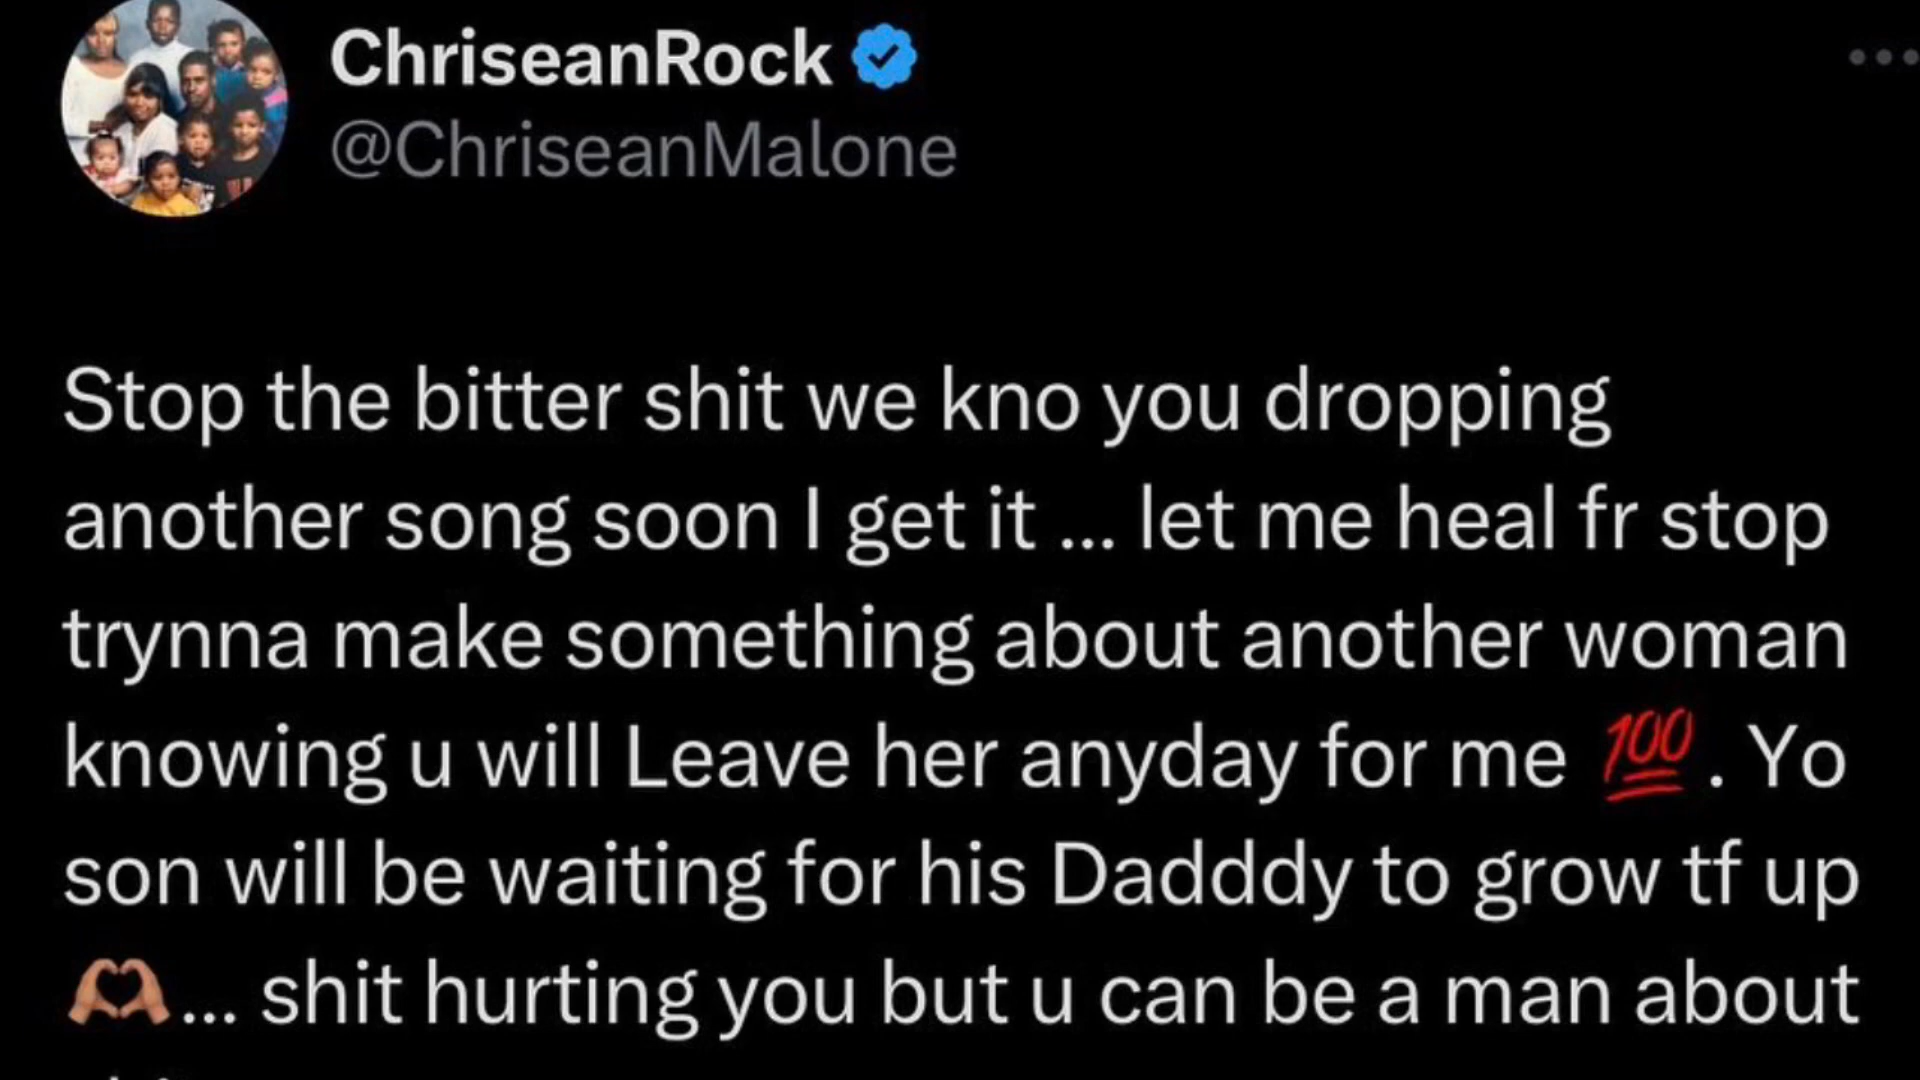 ChriseanRock
@ChriseanMalone
Stop the bitter shit we kno you dropping
another song soon I get it ... let me heal fr stop
trynna make something about another woman
knowing u will Leave her anyday for me 💯. Yo
son will be waiting for his Dadddy to grow tf up
🫶🏽... shit hurting you but u can be a man about